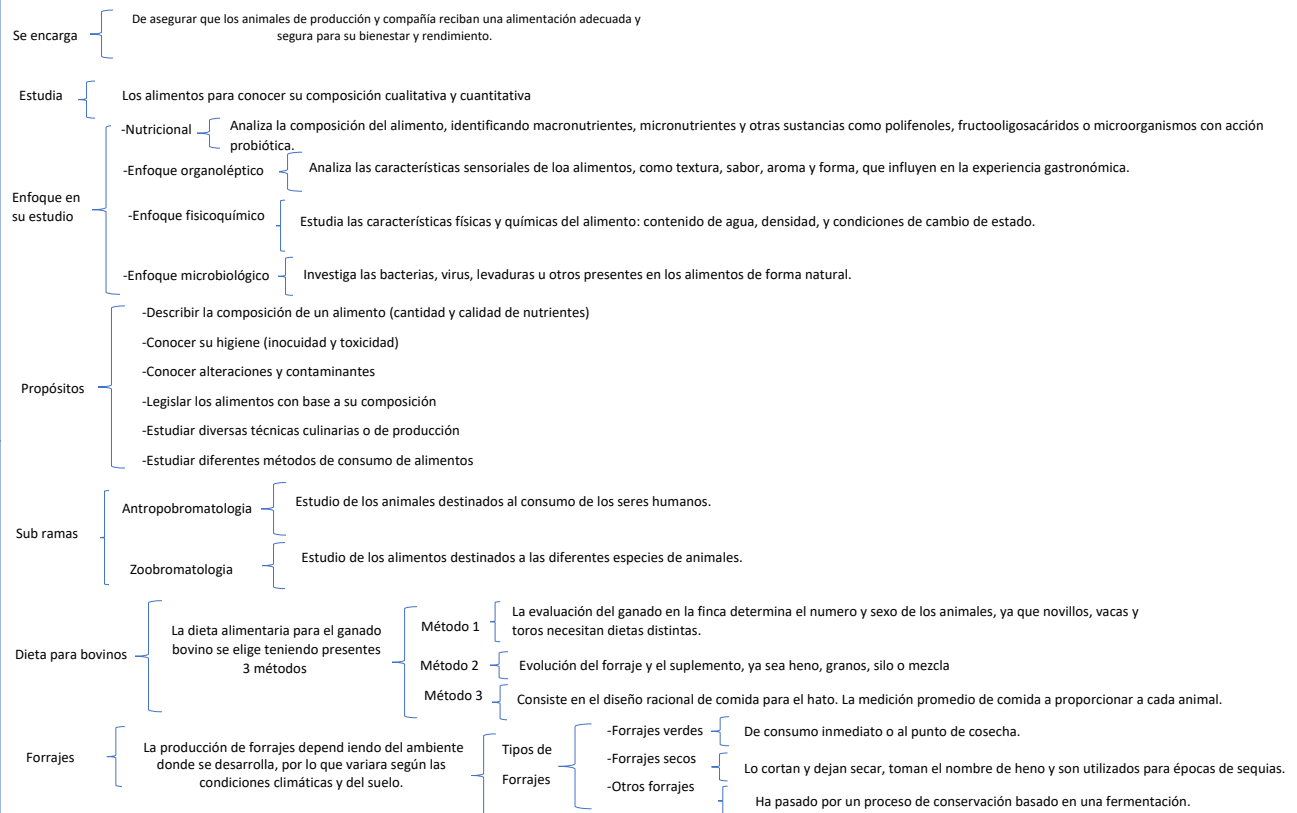 Se encarga
De asegurar que los animales de producción y compañía reciban una alimentación adecuada y
segura para su bienestar y rendimiento.
Estudia
Los alimentos para conocer su composición cualitativa y cuantitativa
Enfoque en
su estudio
-Nutricional
Analiza la composición del alimento, identificando macronutrientes, micronutrientes y otras sustancias como polifenoles, fructooligosacáridos o microorganismos con acción
probiótica.
-Enfoque organoléptico
Analiza las características sensoriales de loa alimentos, como textura, sabor, aroma y forma, que influyen en la experiencia gastronómica.
-Enfoque fisicoquímico
Estudia las características físicas y químicas del alimento: contenido de agua, densidad, y condiciones de cambio de estado.
-Enfoque microbiológico
Investiga las bacterias, virus, levaduras u otros presentes en los alimentos de forma natural.
Propósitos
-Describir la composición de un alimento (cantidad y calidad de nutrientes)
-Conocer su higiene (inocuidad y toxicidad)
-Conocer alteraciones y contaminantes
-Legislar los alimentos con base a su composición
-Estudiar diversas técnicas culinarias o de producción
-Estudiar diferentes métodos de consumo de alimentos
Sub ramas
Antropobromatologia
Estudio de los animales destinados al consumo de los seres humanos.
Zoobromatologia
Estudio de los alimentos destinados a las diferentes especies de animales.
Dieta para bovinos
La dieta alimentaria para el ganado
bovino se elige teniendo presentes
3 métodos
Método 1
La evaluación del ganado en la finca determina el numero y sexo de los animales, ya que novillos, vacas y
toros necesitan dietas distintas.
Método 2
Evolución del forraje y el suplemento, ya sea heno, granos, silo o mezcla
Método 3
Consiste en el diseño racional de comida para el hato. La medición promedio de comida a proporcionar a cada animal.
Forrajes
La producción de forrajes depend iendo del ambiente
donde se desarrolla, por lo que variara según las
condiciones climáticas y del suelo.
Tipos de
Forrajes
-Forrajes verdes
De consumo inmediato o al punto de cosecha.
-Forrajes secos
Lo cortan y dejan secar, toman el nombre de heno y son utilizados para épocas de sequias.
-Otros forrajes
Ha pasado por un proceso de conservación basado en una fermentación.